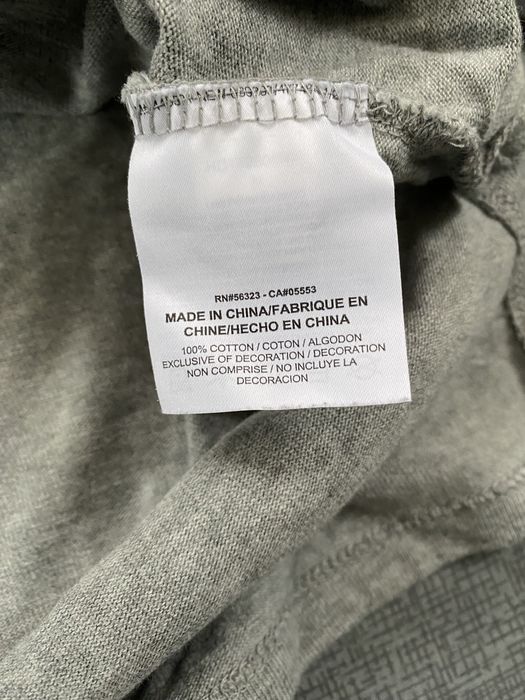 RN#56323 - CA#05553
MADE IN CHINA/FABRIQUE EN
CHINE/HECHO EN CHINA
100% COTTON / COTON / ALGODON
EXCLUSIVE OF DECORATION / DECORATION
NON COMPRISE / NO INCLUYE LA
DECORACION